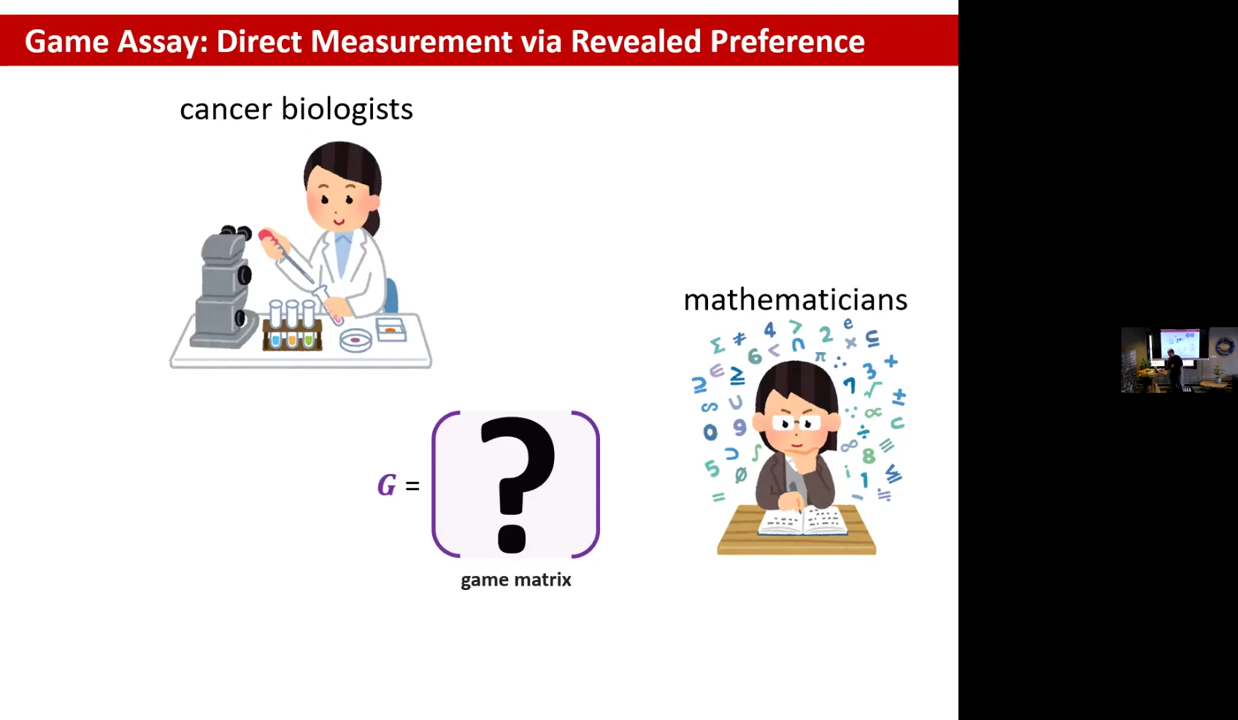 Game Assay: Direct Measurement via Revealed Preference
cancer biologists
mathematicians
G =
?
game matrix